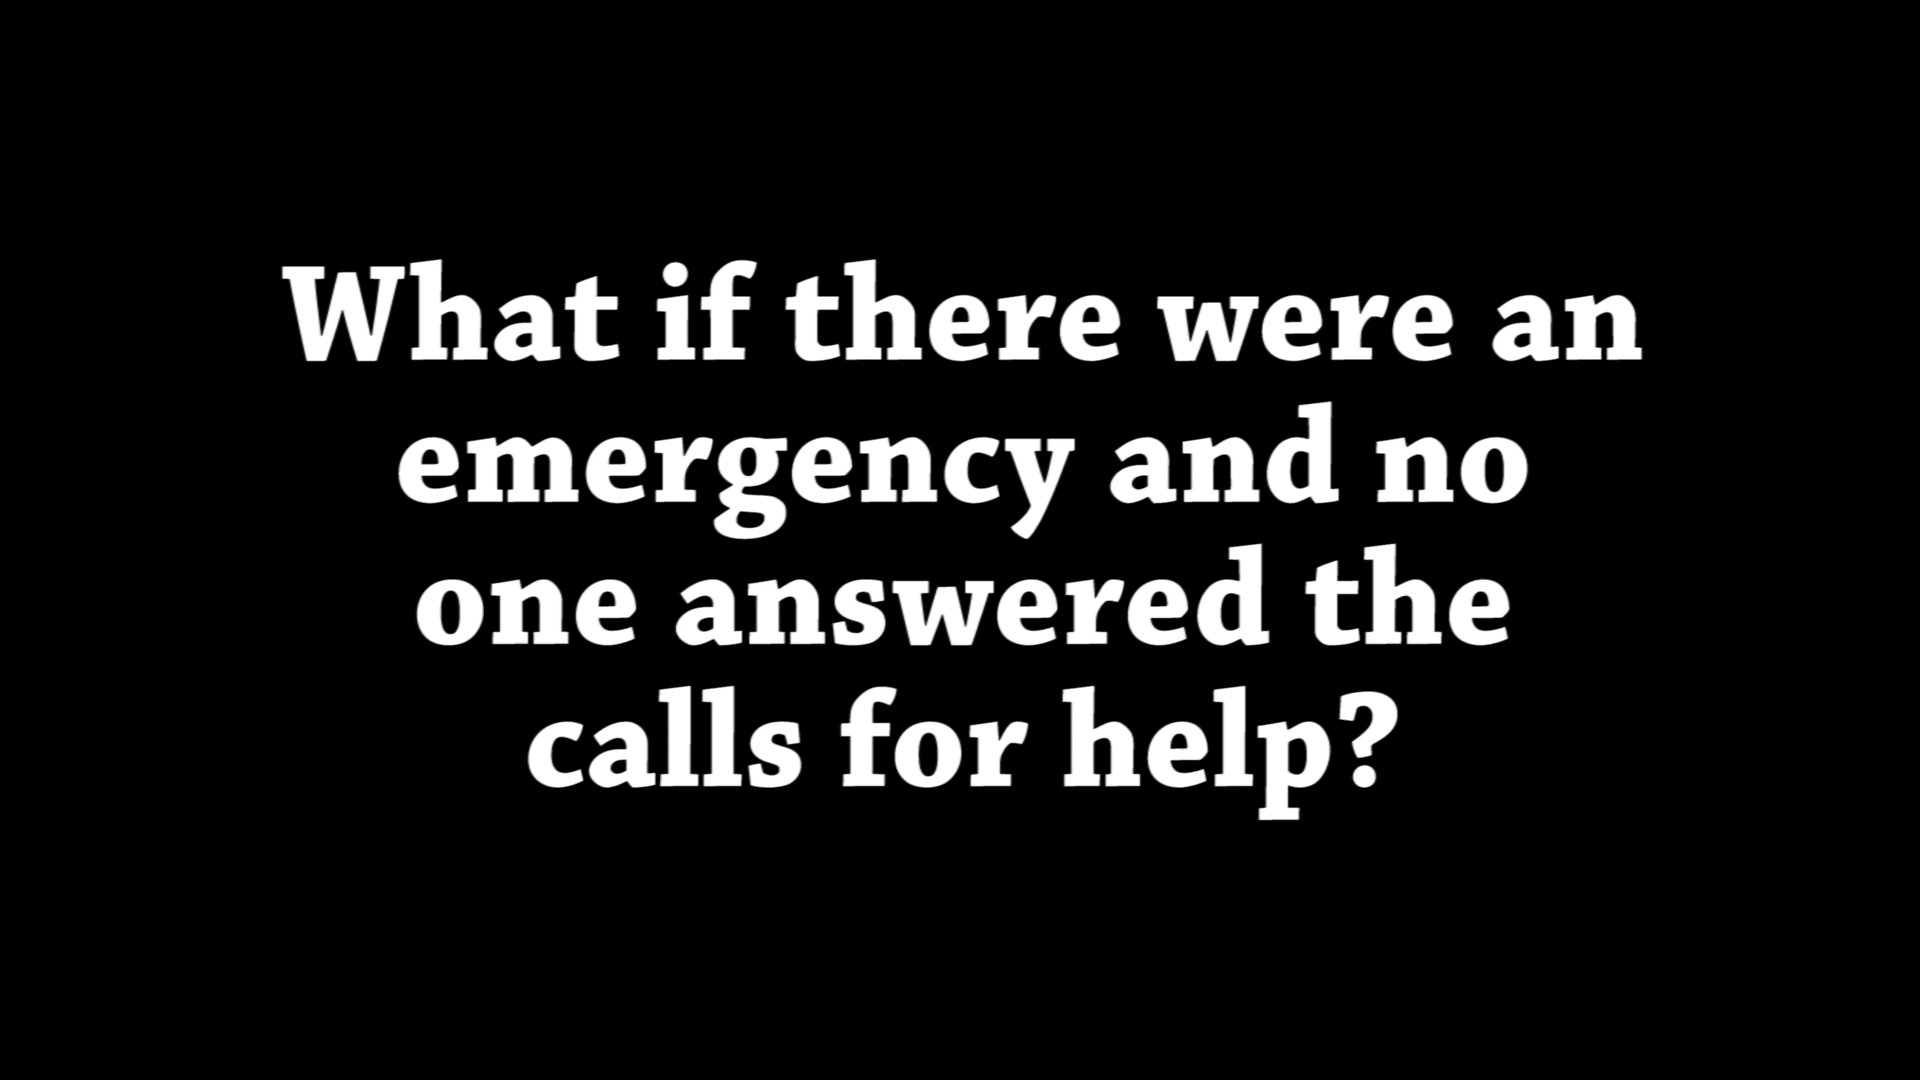 What if there were an
emergency and no
one answered the
calls for help?